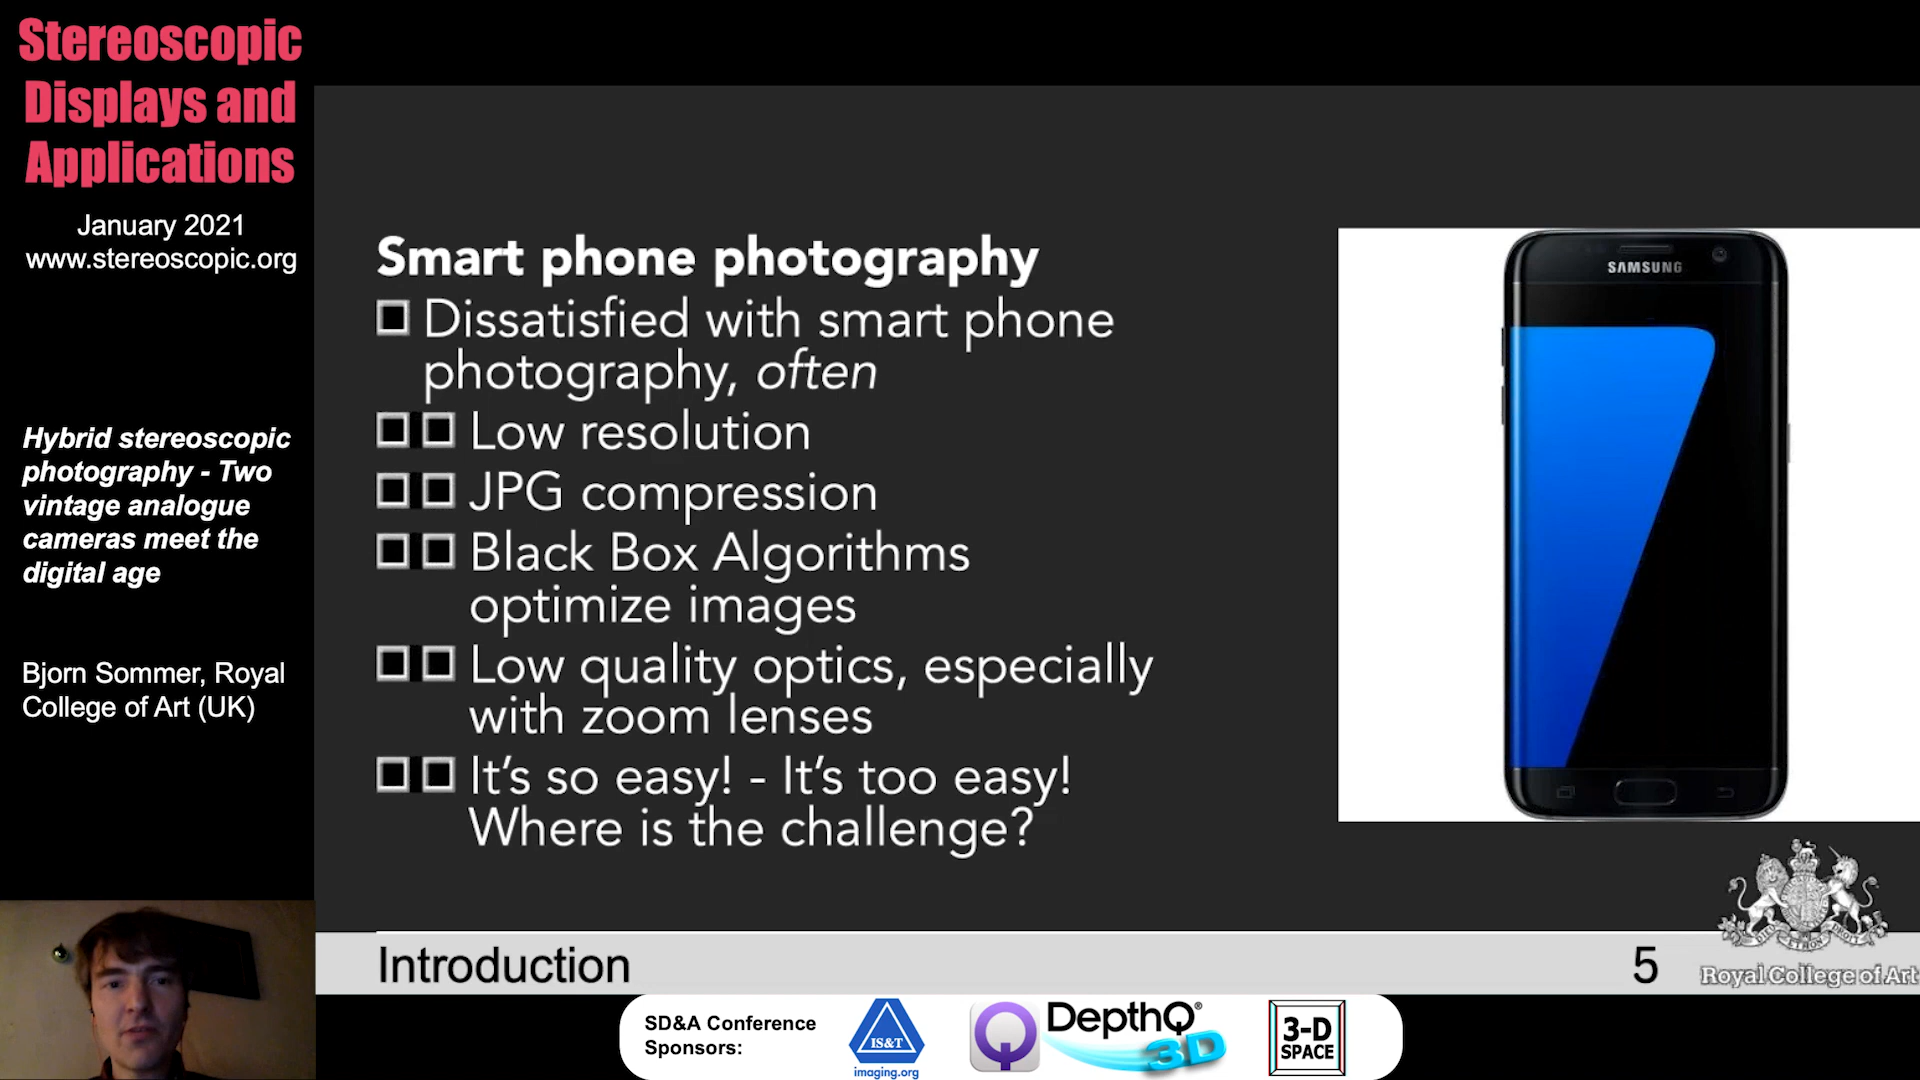 Stereoscopic
Displays and
Applications
January 2021
www.stereoscopic.org
Hybrid stereoscopic
photography - Two
vintage analogue
cameras meet the
digital age
Bjorn Sommer, Royal
College of Art (UK)
Smart phone photography
Dissatisfied with smart phone
photography, often
Low resolution
JPG compression
Black Box Algorithms
optimize images
Low quality optics, especially
with zoom lenses
It's so easy! - It's too easy!
Where is the challenge?
SAMSUNG
Introduction
5
Royal College of Art
SD&A Conference
Sponsors:
IS&T
imaging.org
DepthQ®
3D
3-D
SPACE